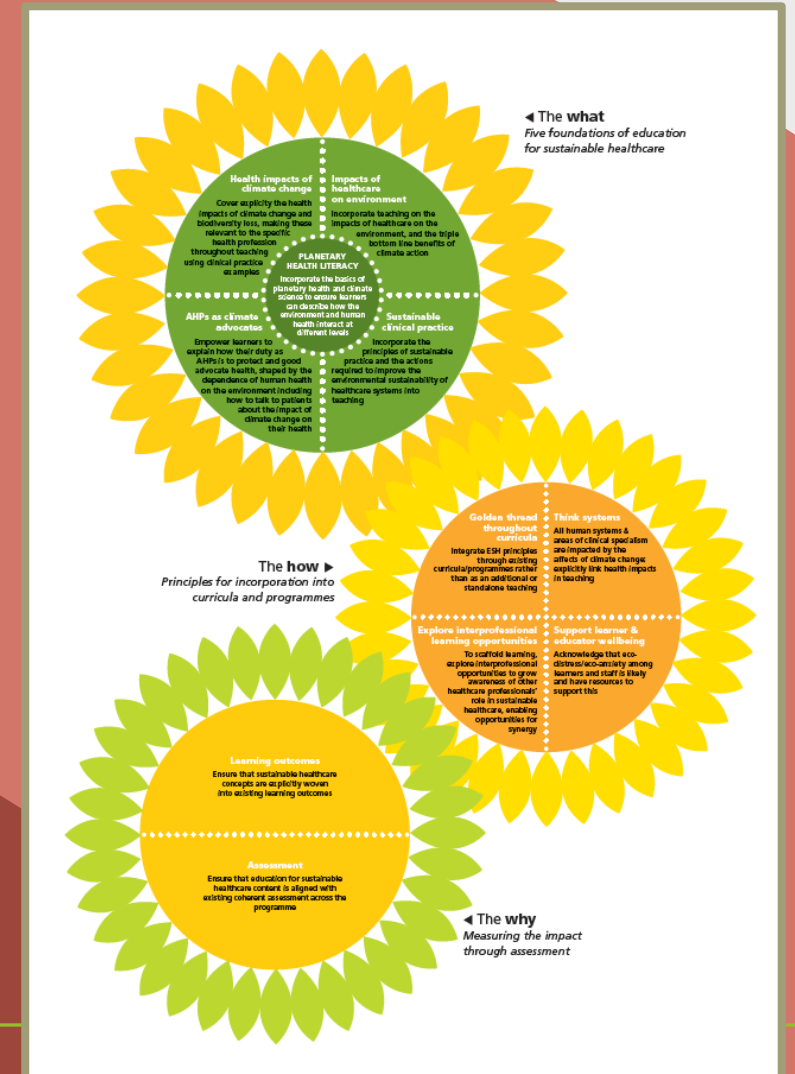 ◀ The what
Five foundations of education
for sustainable healthcare
Health impacts of
climate change
Cover explicity the health
impacts of climate change and
biodiversity loss, making these
relevant to the specific
health profession
throughout teaching
using clinical practice
examples
Impacts of
healthcare
on environment
Incorporate teaching on the
impacts of healthcare on the
environment, and the triple
bottom line benefits of
climate action
PLANETARY
HEALTH LITERACY
Incorporate the basics of
planetary health and climate
science to ensure learners
can describe how the
environment and human
health interact at
different levels
AHPs as climate
advocates
Empower learners to
explain how their duty as
AHPs is to protect and good
advocate health, shaped by the
dependence of human health
on the environment including
how to talk to patients
about the impact of
climate change on
their health
Sustainable
clinical practice
Incorporate the
principles of sustainable
practice and the actions
required to improve the
environmental sustainability of
healthcare systems into
teaching
The how ▶
Principles for incorporation into
curricula and programmes
Golden thread
throughout
curricula
Integrate ESH principles
through existing
curricula/programmes rather
than as an additional or
standalone teaching
Think systems
All human systems &
areas of clinical specialism
are impacted by the
affects of climate change;
explicitly link health impacts
in teaching
Explore interprofessional
learning opportunities
To scaffold learning,
explore interprofessional
opportunities to grow
awareness of other
healthcare professionals'
role in sustainable
healthcare, enabling
opportunities for
synergy
Support learner &
educator wellbeing
Acknowledge that eco-
distress/eco-anxiety among
learners and staff is likely
and have resources to
support this
Learning outcomes
Ensure that sustainable healthcare
concepts are explicitly woven
into existing learning outcomes
Assessment
Ensure that education for sustainable
healthcare content is aligned with
existing coherent assessment across the
programme
◀ The why
Measuring the impact
through assessment